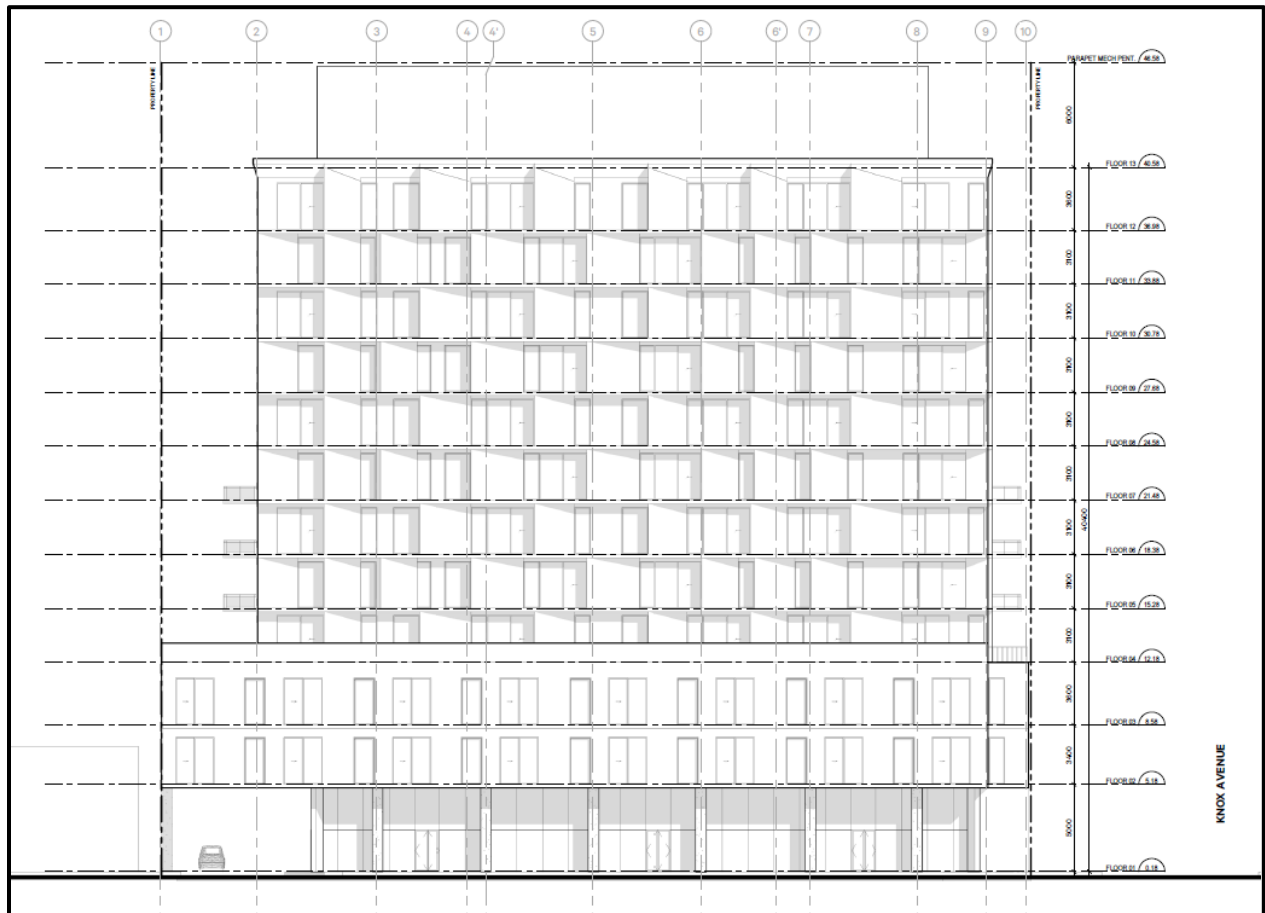 1 2 3 4 4' 5 6 6' 7 8 9 10
PROPERTY LINE
PROPERTY LINE
PARAPET MECH PENT. 46.58
6000
FLOOR 13 40.58
3600
FLOOR 12 36.98
3100
FLOOR 11 33.88
3100
FLOOR 10 30.78
3100
FLOOR 09 27.68
3100
FLOOR 08 24.58
3100
FLOOR 07 21.48
3100
40400
FLOOR 06 18.38
3100
FLOOR 05 15.28
3100
FLOOR 04 12.18
3600
FLOOR 03 8.58
3400
FLOOR 02 5.18
5000
FLOOR 01 0.18
KNOX AVENUE